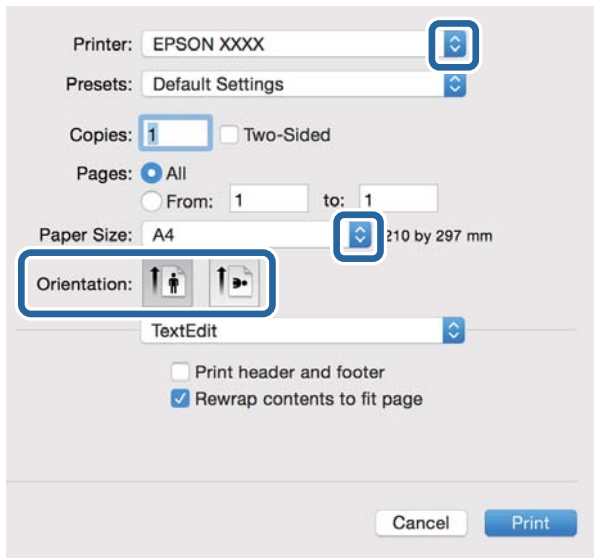 Printer: EPSON XXXX
Presets: Default Settings
Copies: 1 Two-Sided
Pages: All
From: 1 to: 1
Paper Size: A4 210 by 297 mm
Orientation:
TextEdit
Print header and footer
Rewrap contents to fit page
Cancel Print